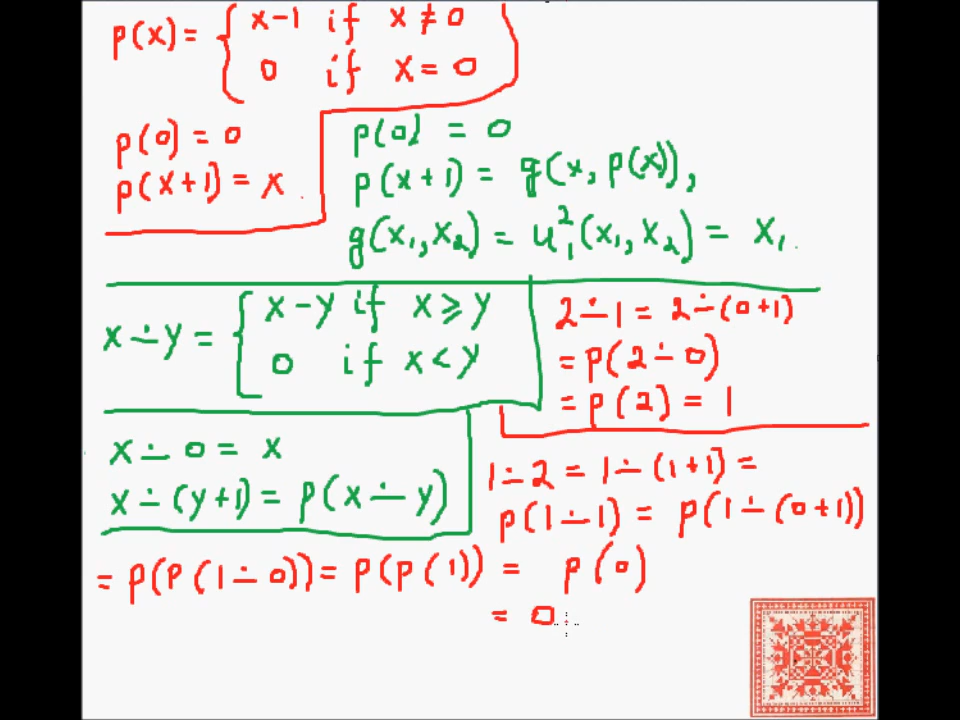 p(x) = { x-1 if x ≠ 0
0 if x = 0
p(0) = 0
p(x+1) = x.
p(0) = 0
p(x+1) = g(x, p(x)),
g(x₁, x₂) = u₁²(x₁, x₂) = x₁.
x ∸ y = { x - y if x ⩾ y
0 if x < y
2 ∸ 1 = 2 ∸ (0+1)
= p(2 ∸ 0)
= p(2) = 1
x ∸ 0 = x
x ∸ (y+1) = p(x ∸ y)
1 ∸ 2 = 1 ∸ (1+1) =
p(1 ∸ 1) = p(1 ∸ (0+1))
= p(p(1 ∸ 0)) = p(p(1)) = p(0)
= 0